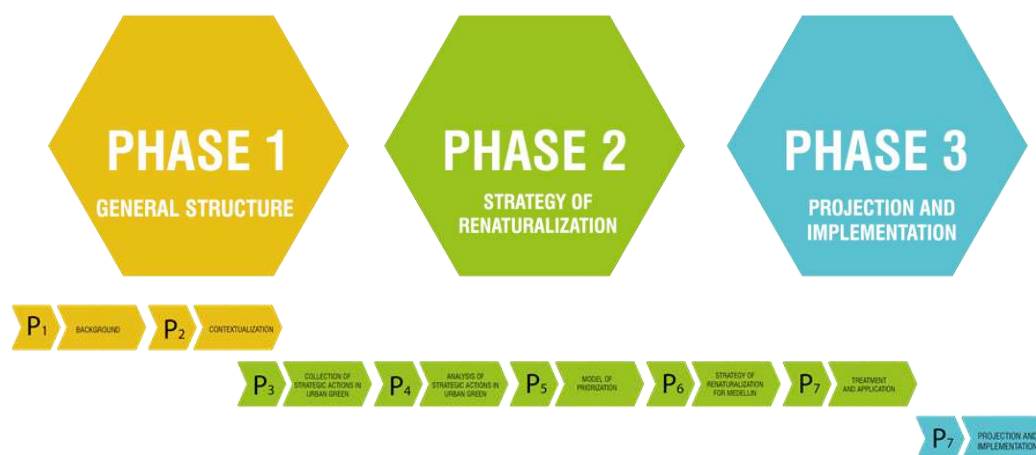 PHASE 1
GENERAL STRUCTURE
PHASE 2
STRATEGY OF
RENATURALIZATION
PHASE 3
PROJECTION AND
IMPLEMENTATION
P1
BACKGROUND
P2
CONTEXTUALIZATION
P3
COLLECTION OF
STRATEGIC ACTIONS IN
URBAN GREEN
P4
ANALYSIS OF
STRATEGIC ACTIONS IN
URBAN GREEN
P5
MODEL OF
PRIORIZATION
P6
STRATEGY OF
RENATURALIZATION
FOR MEDELLIN
P7
TREATMENT
AND APPLICATION
P7
PROJECTION AND
IMPLEMENTATION